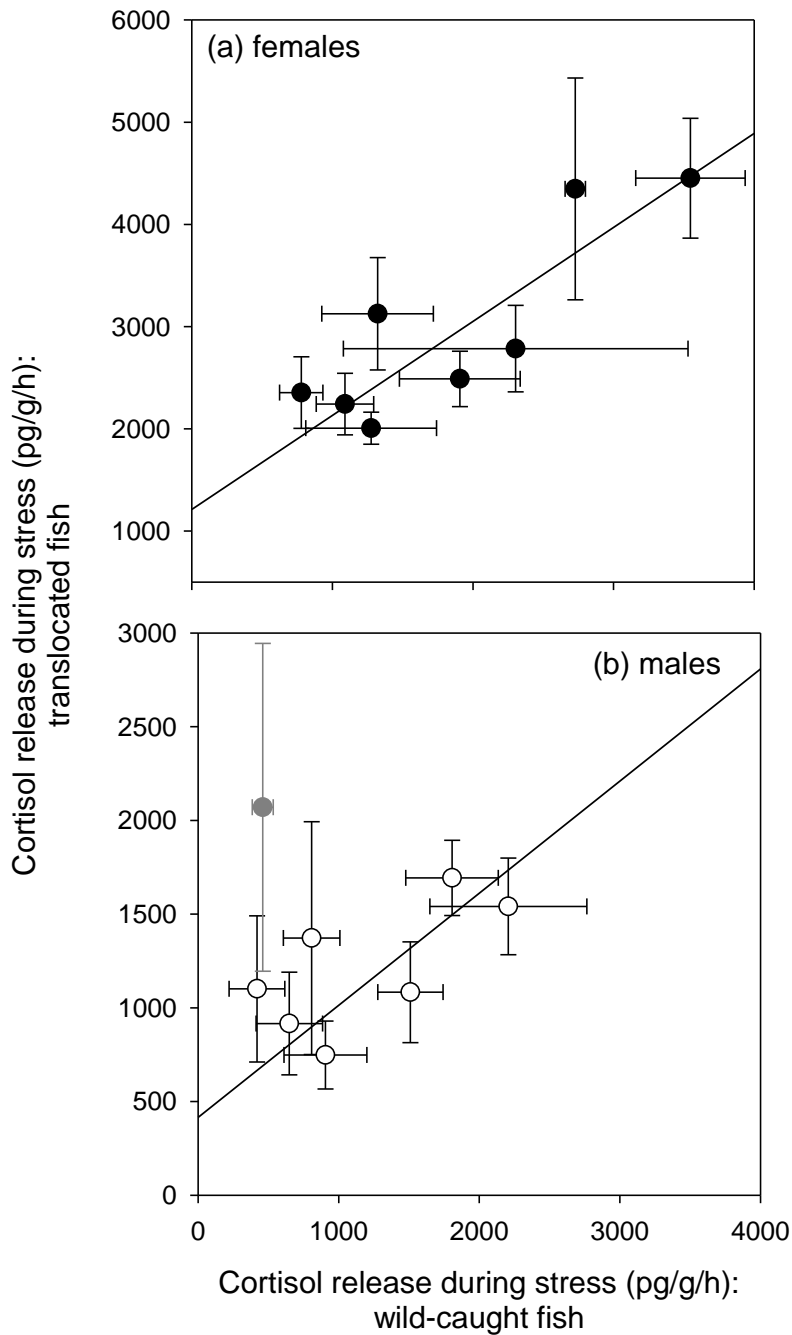 6000
(a) females
5000
4000
3000
2000
1000
Cortisol release during stress (pg/g/h):
translocated fish
3000
(b) males
2500
2000
1500
1000
500
0
0 1000 2000 3000 4000
Cortisol release during stress (pg/g/h):
wild-caught fish